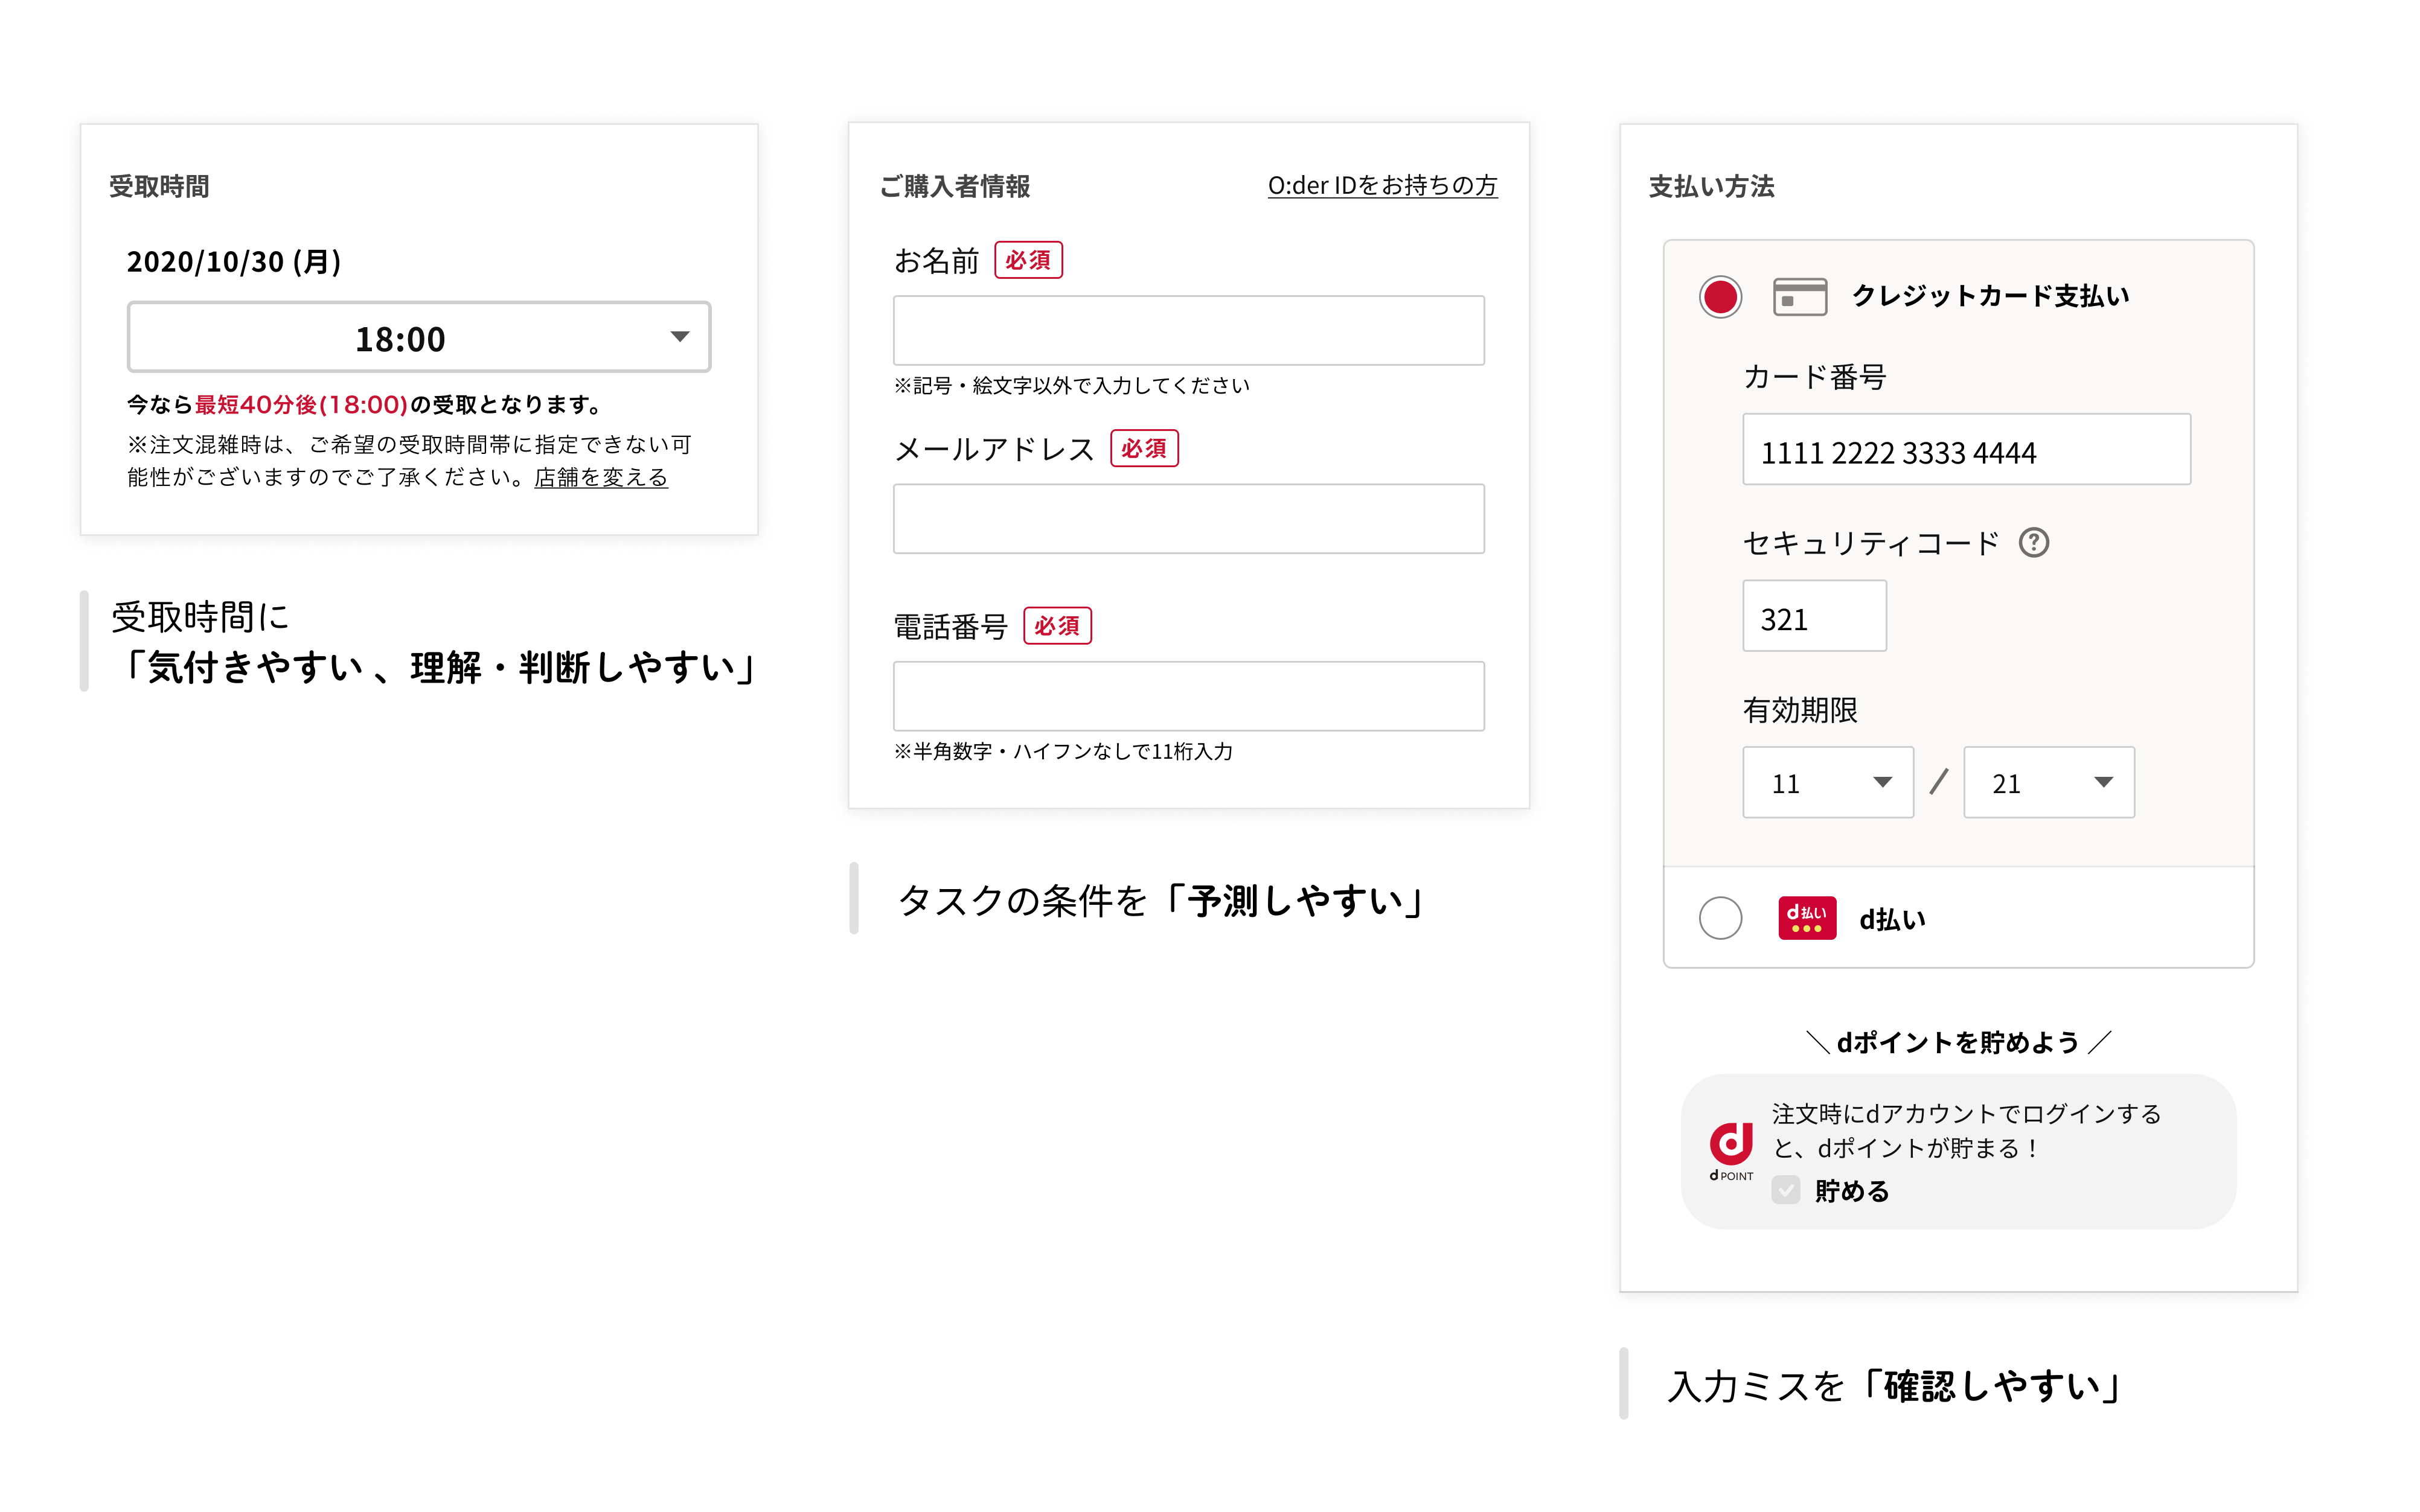 受取時間
2020/10/30 (月)
18:00
今なら最短40分後(18:00)の受取となります。
※注文混雑時は、ご希望の受取時間帯に指定できない可
能性がございますのでご了承ください。店舗を変える
受取時間に
「気付きやすい 、理解・判断しやすい」
ご購入者情報
O:der IDをお持ちの方
お名前 必須
※記号・絵文字以外で入力してください
メールアドレス 必須
電話番号 必須
※半角数字・ハイフンなしで11桁入力
タスクの条件を「予測しやすい」
支払い方法
クレジットカード支払い
カード番号
1111 2222 3333 4444
セキュリティコード ?
321
有効期限
11 / 21
d払い d払い
＼ dポイントを貯めよう ／
注文時にdアカウントでログインする
と、dポイントが貯まる！
d POINT
貯める
入力ミスを「確認しやすい」